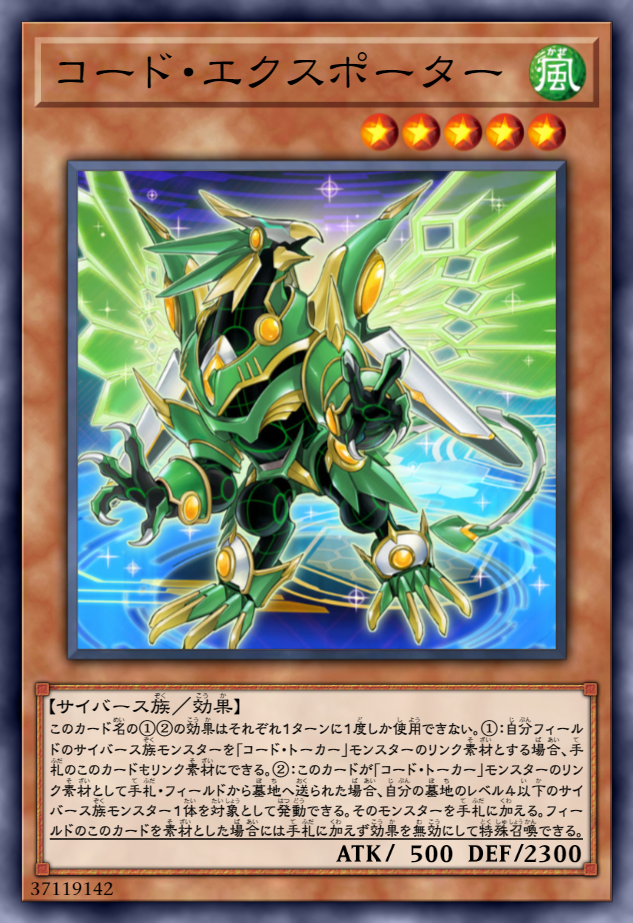 コード・エクスポーター
風
【サイバース族／効果】
このカード名の①②の効果はそれぞれ1ターンに1度しか使用できない。①：自分フィール
ドのサイバース族モンスターを「コード・トーカー」モンスターのリンク素材とする場合、手
札のこのカードもリンク素材にできる。②：このカードが「コード・トーカー」モンスターのリン
ク素材として手札・フィールドから墓地へ送られた場合、自分の墓地のレベル4以下のサイ
バース族モンスター1体を対象として発動できる。そのモンスターを手札に加える。フィー
ルドのこのカードを素材とした場合には手札に加えず効果を無効にして特殊召喚できる。
ATK/ 500 DEF/2300
37119142